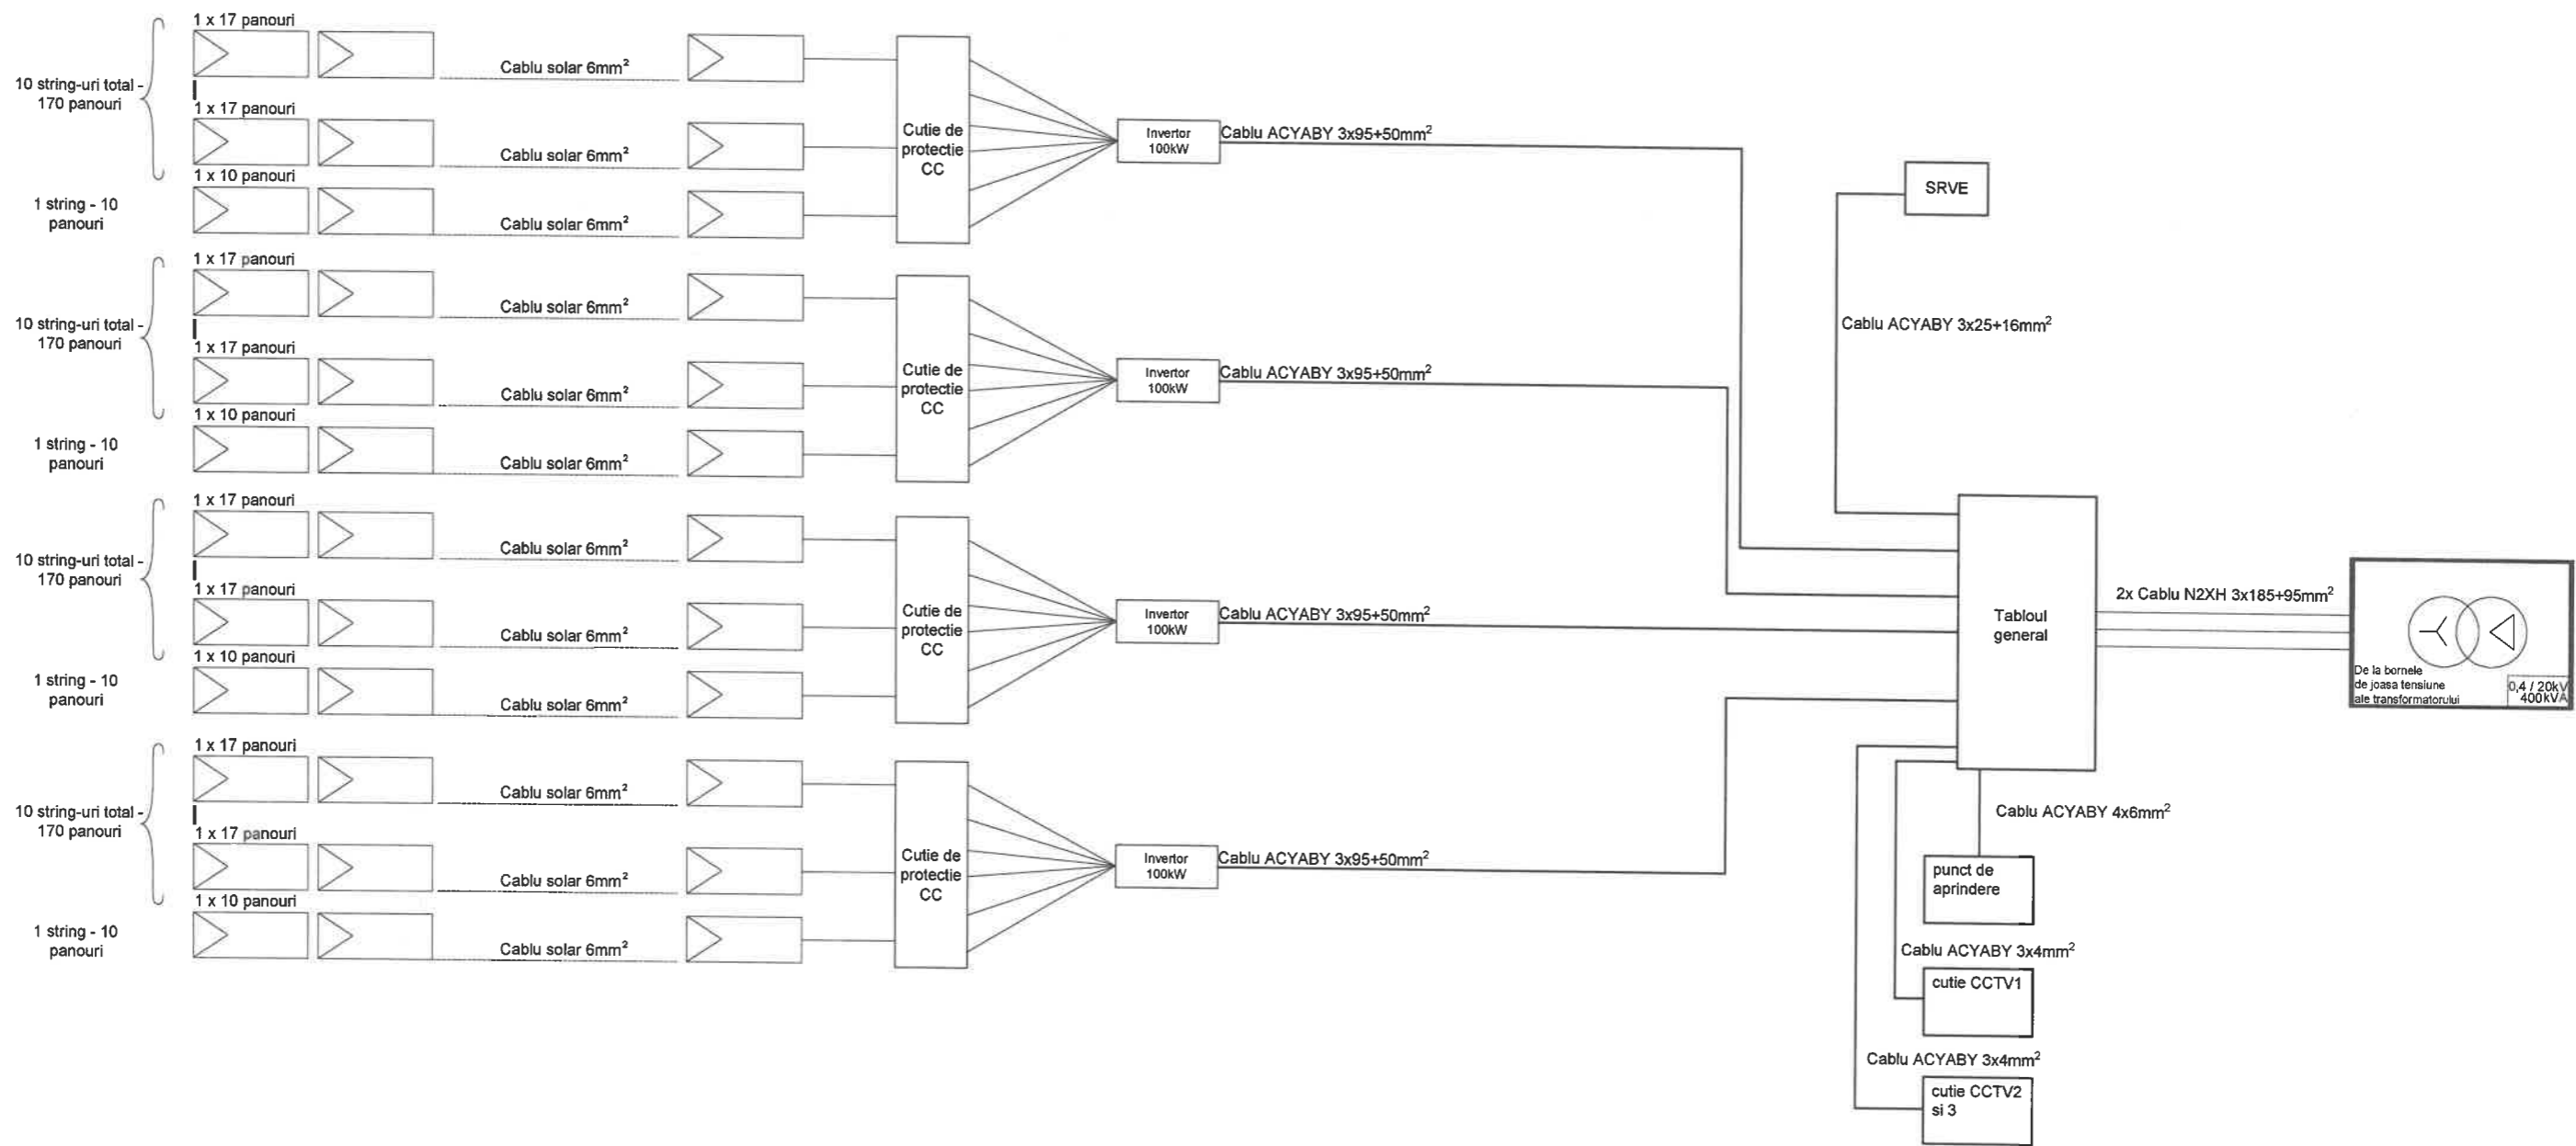 1 x 17 panouri
Cablu solar 6mm²
10 string-uri total -
170 panouri
1 x 17 panouri
Cablu solar 6mm²
1 x 10 panouri
Cablu solar 6mm²
1 string - 10
panouri
Cutie de
protectie
CC
Invertor
100kW
Cablu ACYABY 3x95+50mm²
1 x 17 panouri
Cablu solar 6mm²
10 string-uri total -
170 panouri
1 x 17 panouri
Cablu solar 6mm²
1 x 10 panouri
Cablu solar 6mm²
1 string - 10
panouri
Cutie de
protectie
CC
Invertor
100kW
Cablu ACYABY 3x95+50mm²
1 x 17 panouri
Cablu solar 6mm²
10 string-uri total -
170 panouri
1 x 17 panouri
Cablu solar 6mm²
1 x 10 panouri
Cablu solar 6mm²
1 string - 10
panouri
Cutie de
protectie
CC
Invertor
100kW
Cablu ACYABY 3x95+50mm²
1 x 17 panouri
Cablu solar 6mm²
10 string-uri total -
170 panouri
1 x 17 panouri
Cablu solar 6mm²
1 x 10 panouri
Cablu solar 6mm²
1 string - 10
panouri
Cutie de
protectie
CC
Invertor
100kW
Cablu ACYABY 3x95+50mm²
SRVE
Cablu ACYABY 3x25+16mm²
Tabloul
general
2x Cablu N2XH 3x185+95mm²
De la bornele
de joasa tensiune
ale transformatorului
0,4 / 20kV
400kVA
Cablu ACYABY 4x6mm²
punct de
aprindere
Cablu ACYABY 3x4mm²
cutie CCTV1
Cablu ACYABY 3x4mm²
cutie CCTV2
si 3